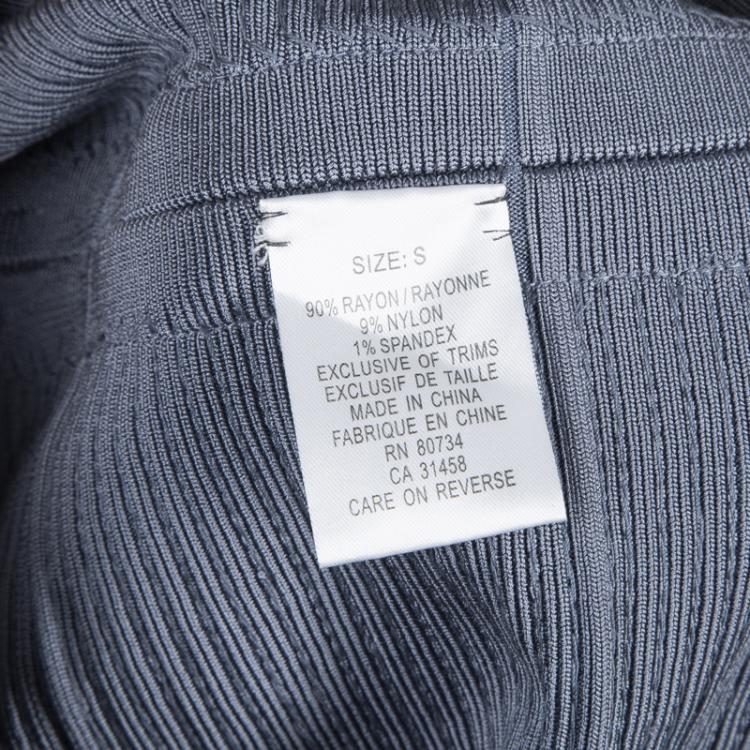 SIZE: S
90% RAYON/RAYONNE
9% NYLON
1% SPANDEX
EXCLUSIVE OF TRIMS
EXCLUSIF DE TAILLE
MADE IN CHINA
FABRIQUE EN CHINE
RN 80734
CA 31458
CARE ON REVERSE